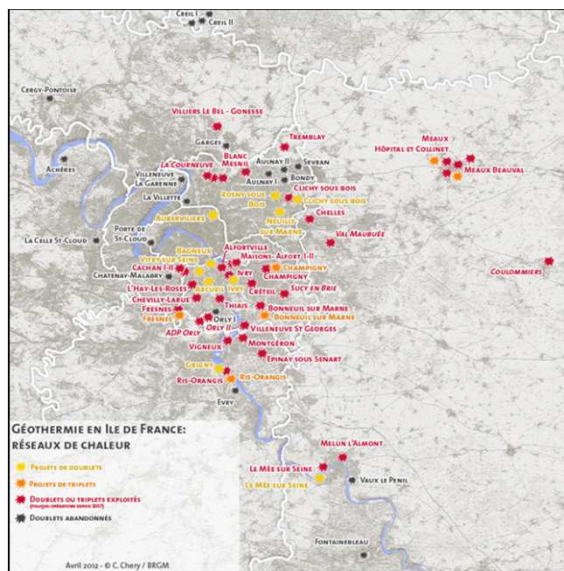 Creil I
Creil II
Cergy-Pontoise
Villiers Le Bel - Gonesse
Garges
Tremblay
Meaux
Hôpital et Collinet
Meaux Beauval
Achères
Villeneuve
La Garenne
La Courneuve
Blanc
Mesnil
Aulnay II
Sevran
Aulnay I
Bondy
La Villette
Clichy sous Bois
Rosny sous
Bois
Clichy sous Bois
Aubervilliers
Neuilly
sur Marne
Chelles
Porte de
St-Cloud
La Celle St-Cloud
Val Maubuée
Coulommiers
Bagneux
Vitry sur Seine
Alfortville
Maisons-Alfort I-II
Cachan I-II
Champigny
Chatenay-Malabry
Ivry
Champigny
L'Haÿ-Les-Roses
Arcueil
Ivry
Créteil
Sucy en Brie
Chevilly-Larue
Thiais
Bonneuil sur Marne
Fresnes
Orly I
Bonneuil sur Marne
Fresnes
Orly II
ADP Orly
Villeneuve St Georges
Vigneux
Montgéron
Epinay sous Sénart
Grigny
Ris-Orangis
Ris-Orangis
Evry
Géothermie en Ile de France:
réseaux de chaleur
Projets de doublets
Projets de triplets
Doublets ou triplets exploités
Doublets abandonnés
Melun l'Almont
Le Mée sur Seine
Le Mée sur Seine
Vaux le Penil
Fontainebleau
Avril 2012 - © C. Chery / BRGM